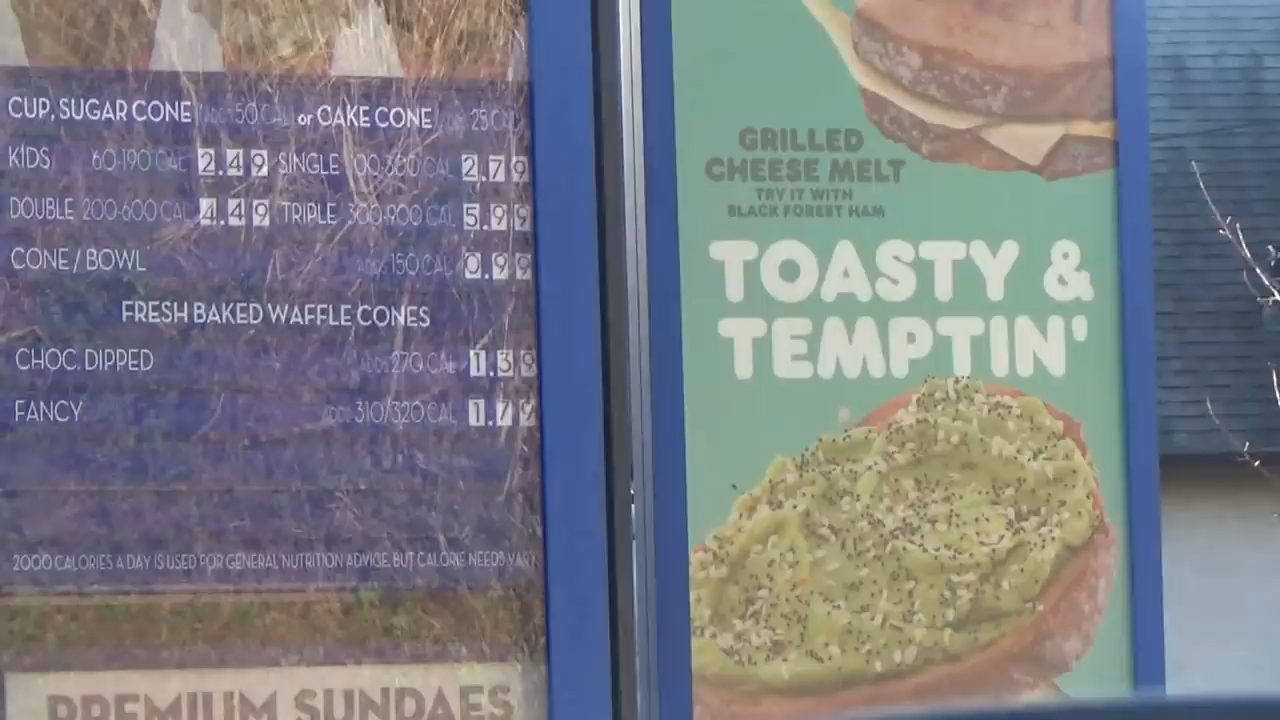 CUP, SUGAR CONE 50 CAL or CAKE CONE 25 CAL
KIDS 60-190 CAL 2.49 SINGLE 100-300 CAL 2.79
DOUBLE 200-600 CAL 4.49 TRIPLE 300-900 CAL 5.99
CONE / BOWL ADDS 150 CAL 0.99
FRESH BAKED WAFFLE CONES
CHOC. DIPPED ADDS 270 CAL 1.39
FANCY ADDS 310/320 CAL 1.79
2000 CALORIES A DAY IS USED FOR GENERAL NUTRITION ADVICE, BUT CALORIE NEEDS VARY
PREMIUM SUNDAES
GRILLED
CHEESE MELT
TRY IT WITH
BLACK FOREST HAM
TOASTY &
TEMPTIN'